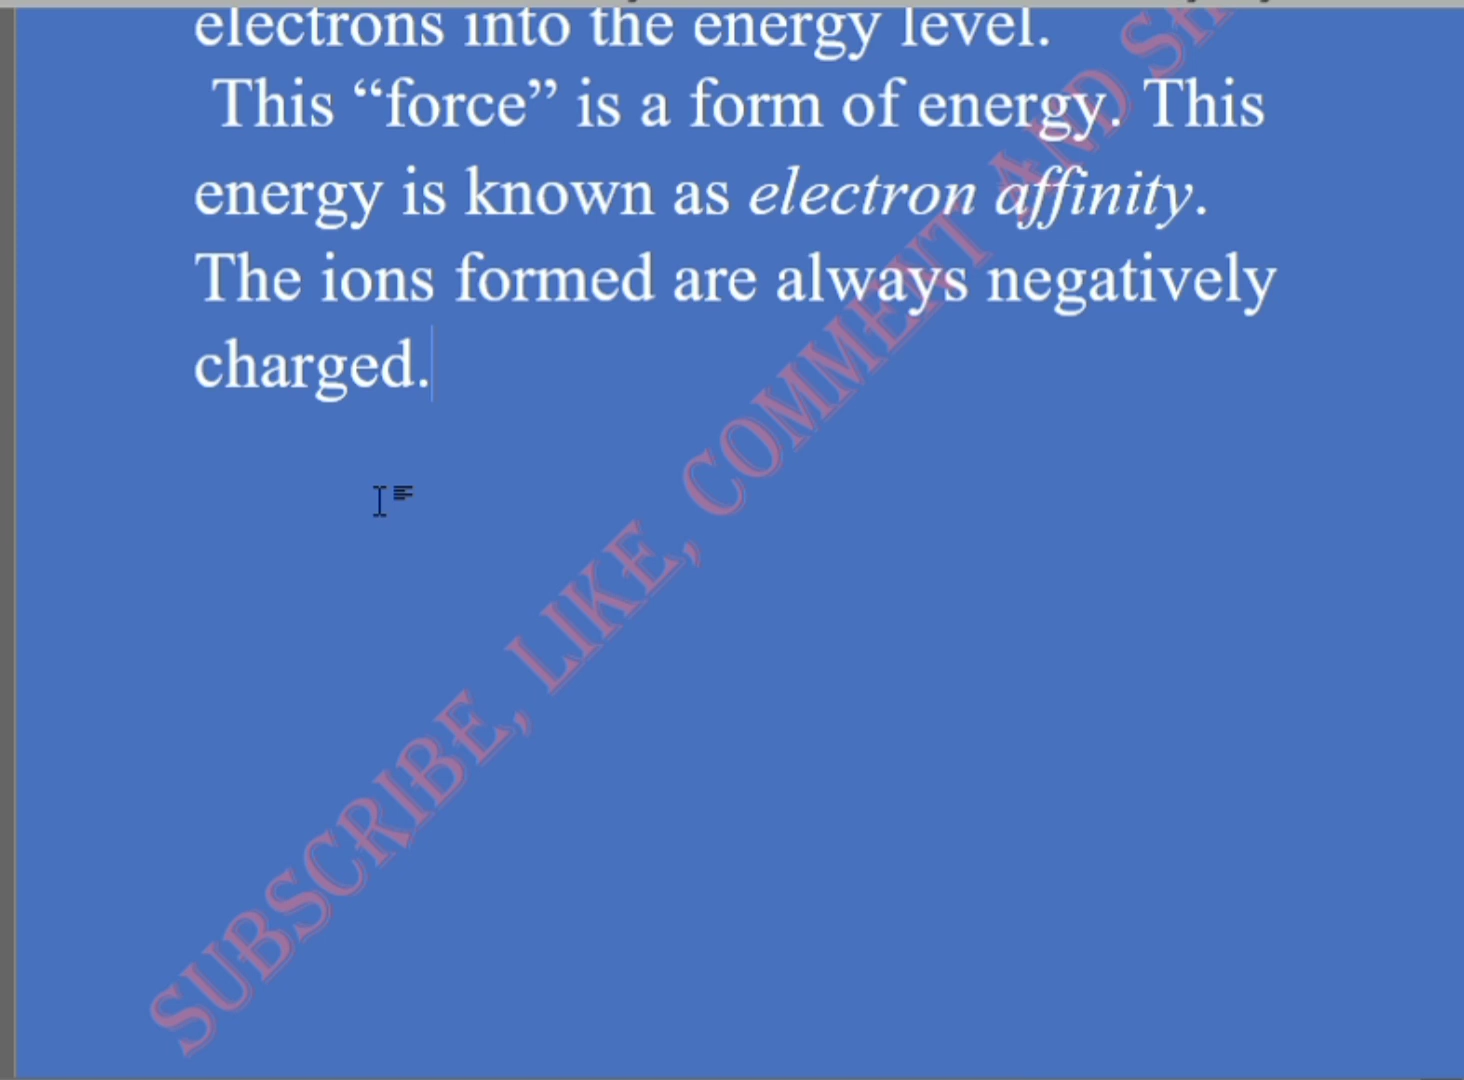 electrons into the energy level.
This “force” is a form of energy. This
energy is known as electron affinity.
The ions formed are always negatively
charged.
SUBSCRIBE, LIKE, COMMENT AND